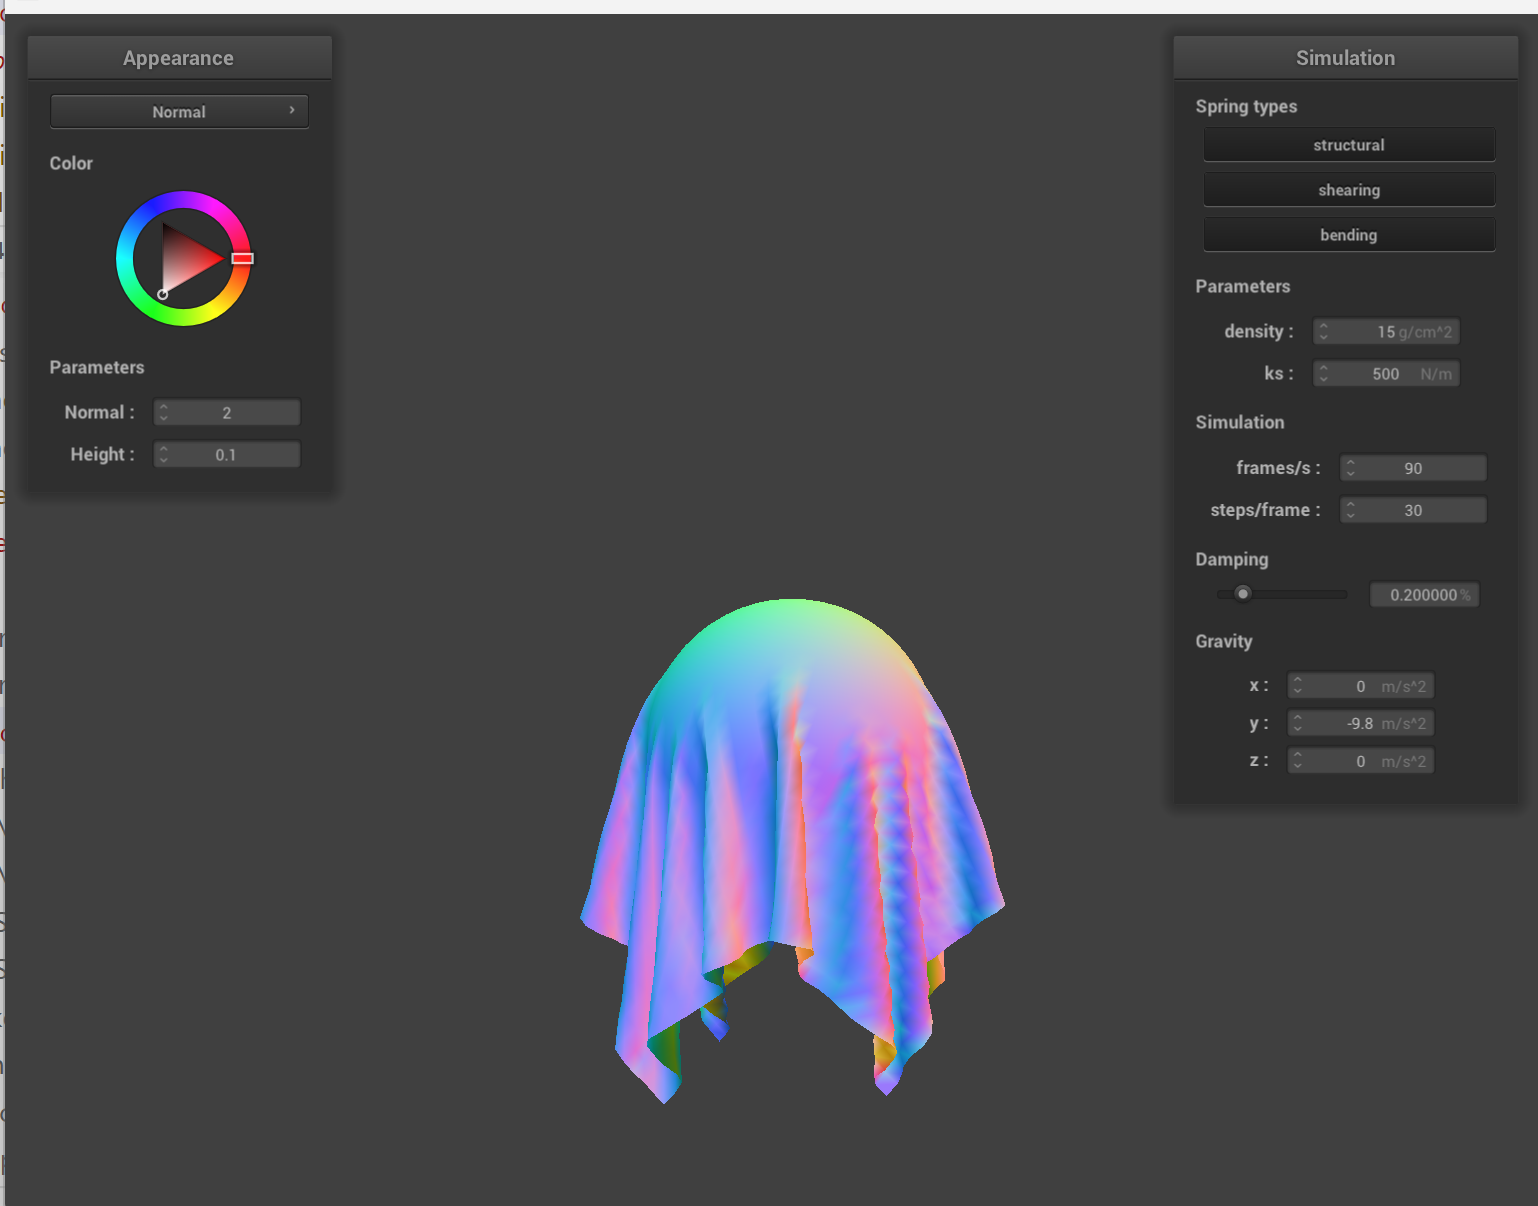 Appearance
Normal
Color
Parameters
Normal : 2
Height : 0.1
Simulation
Spring types
structural
shearing
bending
Parameters
density : 15 g/cm^2
ks : 500 N/m
Simulation
frames/s : 90
steps/frame : 30
Damping
0.200000 %
Gravity
x : 0 m/s^2
y : -9.8 m/s^2
z : 0 m/s^2